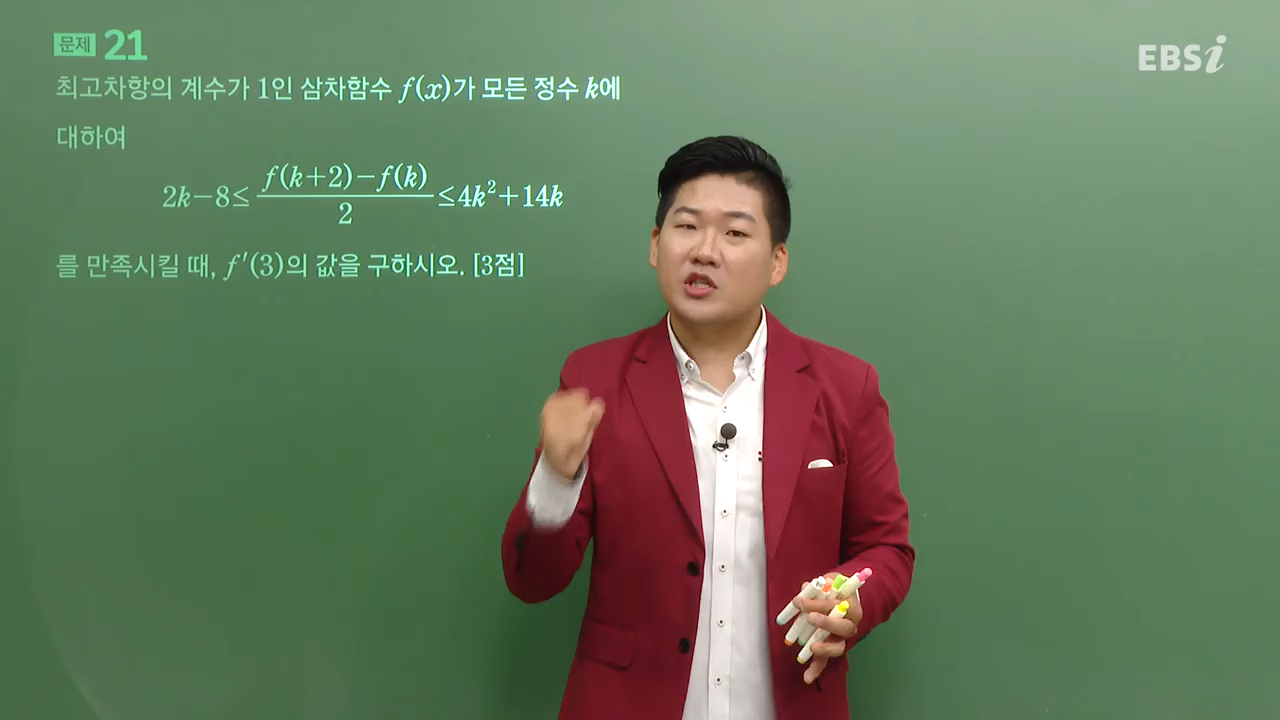 문제 21
EBSi
최고차항의 계수가 1인 삼차함수 f(x)가 모든 정수 k에
대하여
2k−8≤ \frac{f(k+2)−f(k)}{2} ≤4k²+14k
를 만족시킬 때, f′(3)의 값을 구하시오. [3점]